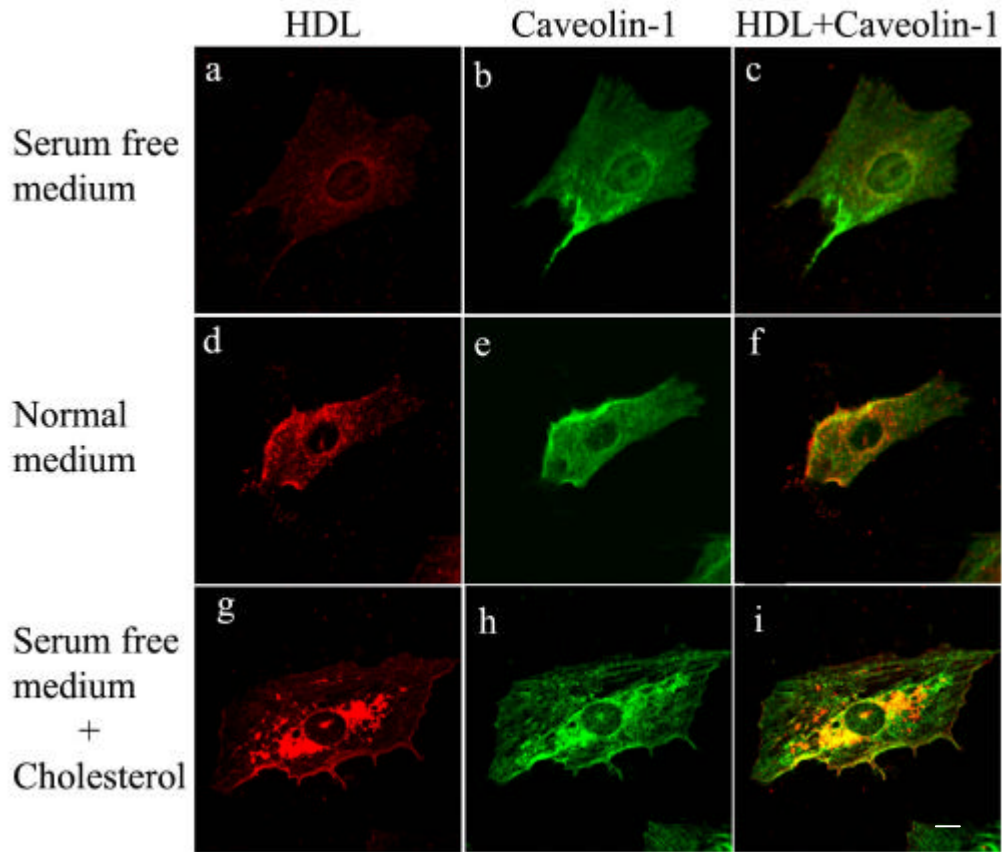 HDL Caveolin-1 HDL+Caveolin-1
a b c
Serum free
medium
d e f
Normal
medium
g h i
Serum free
medium
+
Cholesterol